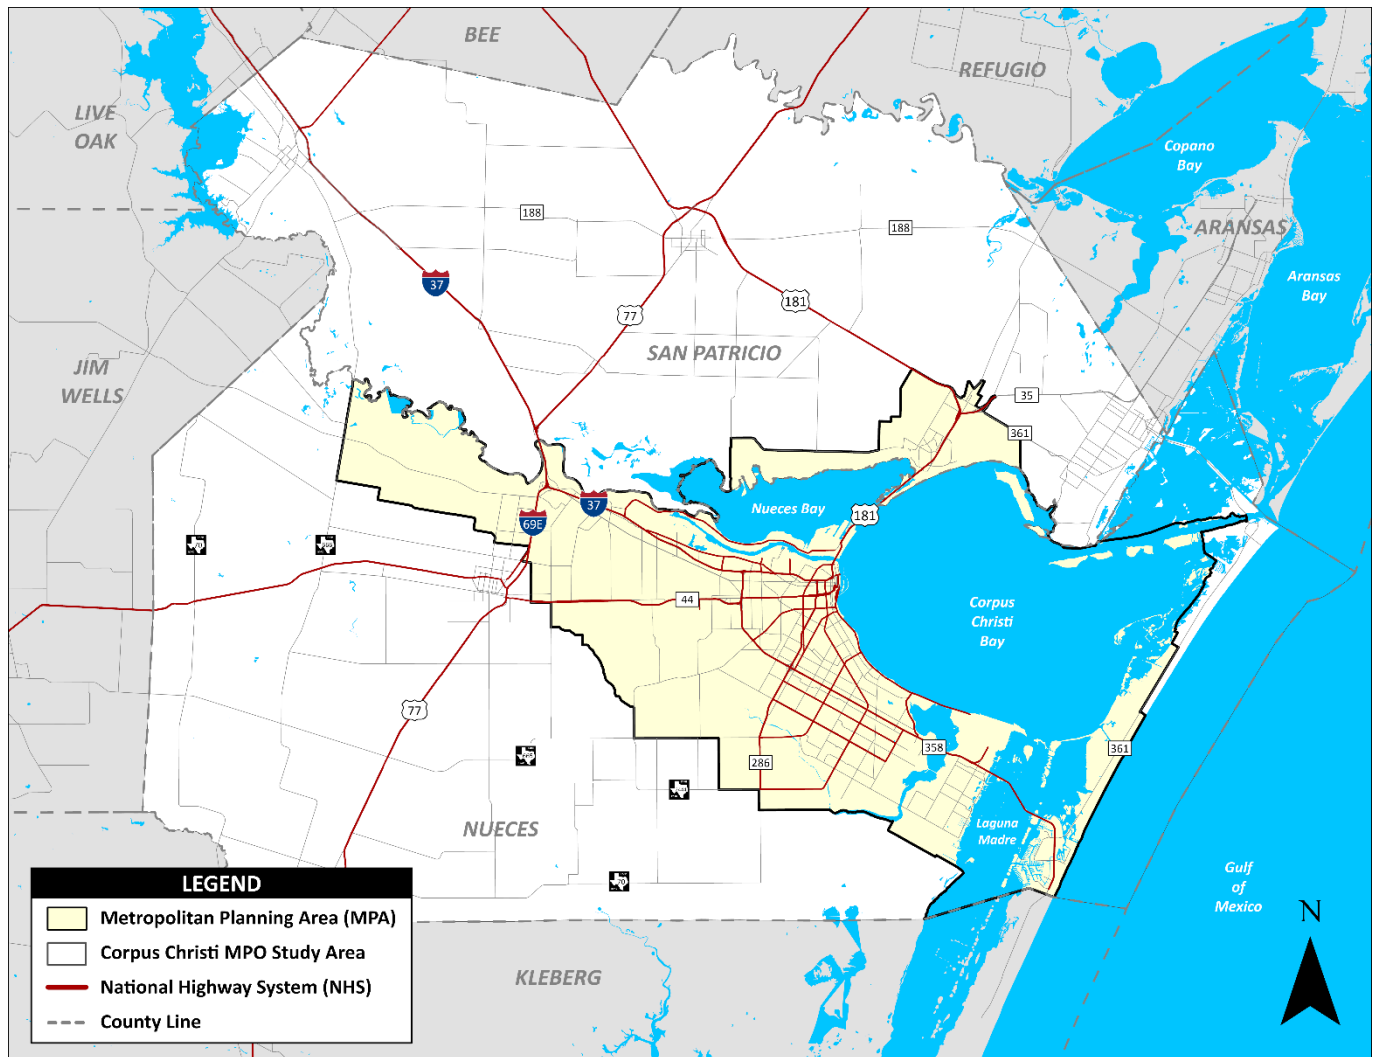 BEE
REFUGIO
LIVE
OAK
Copano
Bay
188
188
ARANSAS
Aransas
Bay
37
181
77
SAN PATRICIO
JIM
WELLS
35
361
37
Nueces Bay
181
69E
44
Corpus
Christi
Bay
77
358
361
286
NUECES
Laguna
Madre
Gulf
of
Mexico
N
KLEBERG
LEGEND
Metropolitan Planning Area (MPA)
Corpus Christi MPO Study Area
National Highway System (NHS)
County Line